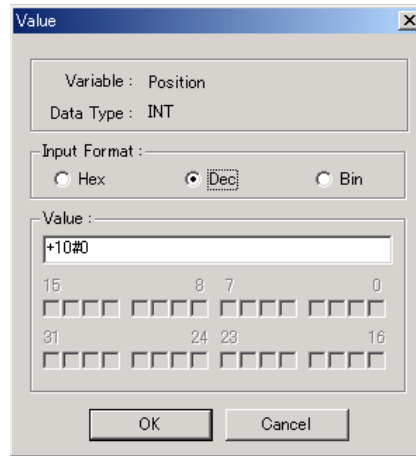 Value
Variable : Position
Data Type : INT
Input Format :
Hex Dec Bin
Value :
+10#0
15 8 7 0
31 24 23 16
OK Cancel